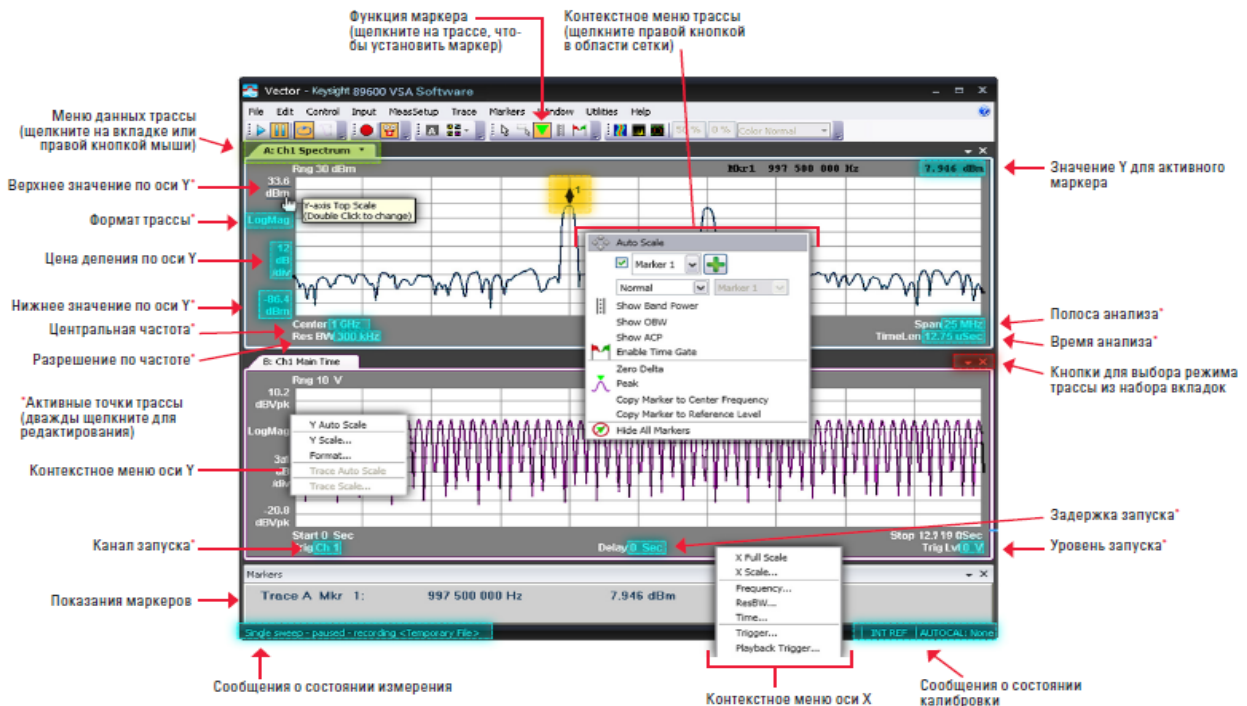 Функция маркера
(щелкните на трассе, что-
бы установить маркер)
Контекстное меню трассы
(щелкните правой кнопкой
в области сетки)
Меню данных трассы
(щелкните на вкладке или
правой кнопкой мыши)
Верхнее значение по оси Y*
Формат трассы*
Цена деления по оси Y
Нижнее значение по оси Y*
Центральная частота*
Разрешение по частоте*
*Активные точки трассы
(дважды щелкните для
редактирования)
Контекстное меню оси Y
Канал запуска*
Показания маркеров
Vector - Keysight 89600 VSA Software
File Edit Control Input MeasSetup Trace Markers Window Utilities Help
50 % 0 % Color Normal
A: Ch1 Spectrum
Rng 30 dBm Mkr1 997 500 000 Hz 7.946 dBm
33.6
dBm
Y-axis Top Scale
(Double Click to change)
1
LogMag
12
dB
/div
-86.4
dBm
Center 1 GHz Span 25 MHz
Res BW 300 kHz TimeLen 12.75 uSec
Auto Scale
Marker 1
Normal Marker 1
Show Band Power
Show OBW
Show ACP
Enable Time Gate
Zero Delta
Peak
Copy Marker to Center Frequency
Copy Marker to Reference Level
Hide All Markers
B: Ch1 Main Time
Rng 10 V
10.2
dBVpk
LogMag
dB
/div
-20.8
dBVpk
Y Auto Scale
Y Scale...
Format...
Trace Auto Scale
Trace Scale...
Start 0 Sec Stop 12.7
Trig Ch 1 Delay 0 Sec Trig Lvl 0 V
X Full Scale
X Scale...
Frequency...
ResBW...
Time...
Trigger...
Playback Trigger...
Markers
Trace A Mkr 1: 997 500 000 Hz 7.946 dBm
Single sweep - paused - recording <Temporary File> INT REF AUTOCAL: None
Значение Y для активного
маркера
Полоса анализа*
Время анализа*
Кнопки для выбора режима
трассы из набора вкладок
Задержка запуска*
Уровень запуска*
Сообщения о состоянии измерения
Контекстное меню оси X
Сообщения о состоянии
калибровки